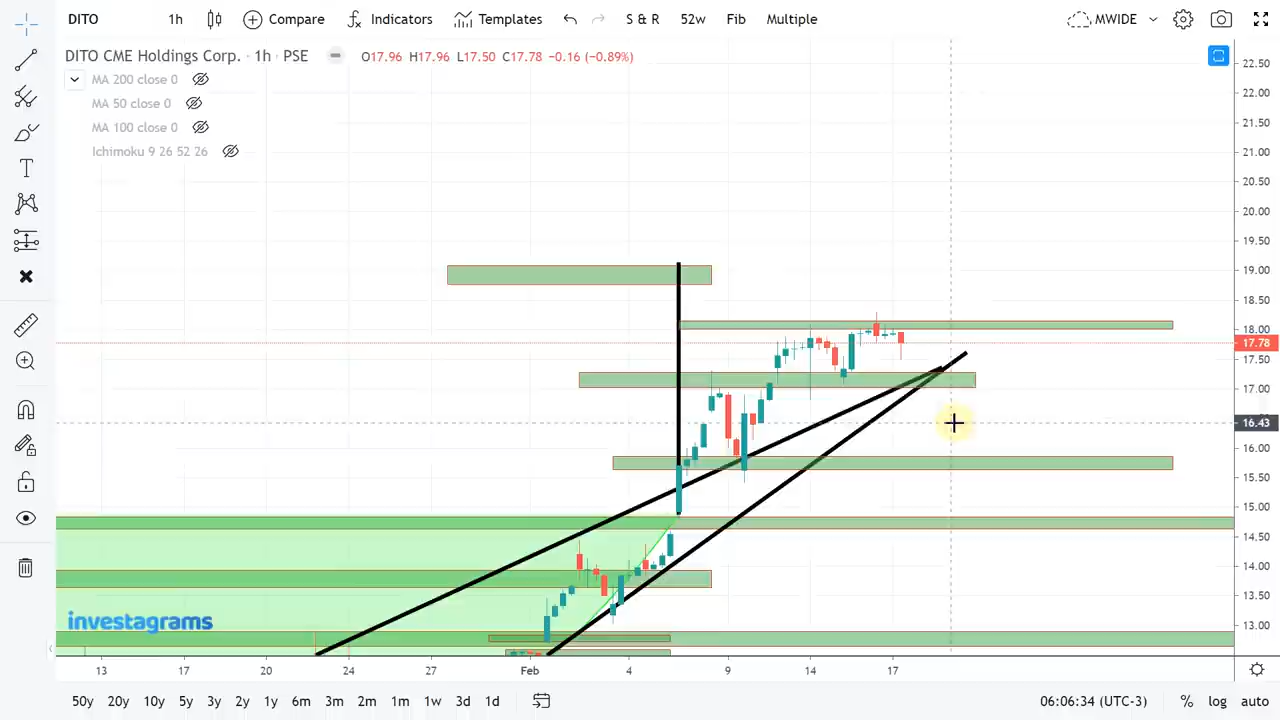 DITO 1h Compare Indicators Templates S & R 52w Fib Multiple MWIDE
DITO CME Holdings Corp. · 1h · PSE O17.96 H17.96 L17.50 C17.78 −0.16 (−0.89%)
MA 200 close 0
MA 50 close 0
MA 100 close 0
Ichimoku 9 26 52 26
22.50
22.00
21.50
21.00
20.50
20.00
19.50
19.00
18.50
18.00
17.78
17.50
17.00
16.43
16.00
15.50
15.00
14.50
14.00
13.50
13.00
investagrams
13 17 20 24 27 Feb 4 9 14 17
50y 20y 10y 5y 3y 2y 1y 6m 3m 2m 1m 1w 3d 1d 06:06:34 (UTC-3) % log auto